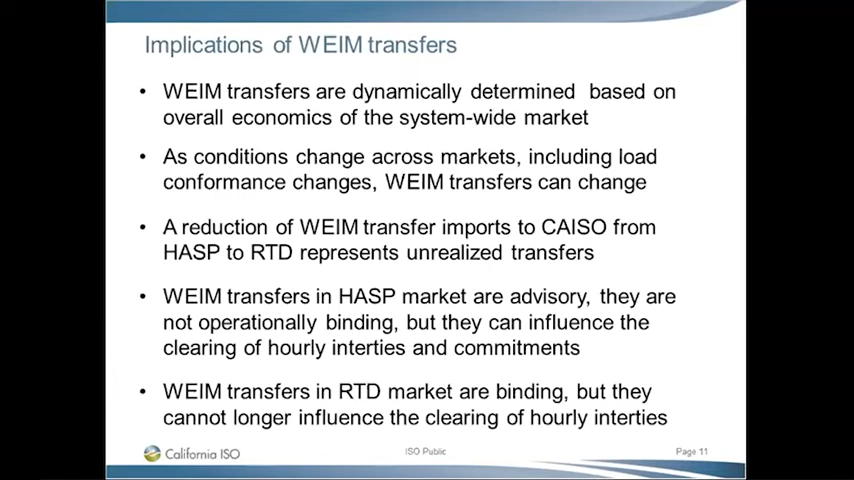 Implications of WEIM transfers
• WEIM transfers are dynamically determined based on
overall economics of the system-wide market
• As conditions change across markets, including load
conformance changes, WEIM transfers can change
• A reduction of WEIM transfer imports to CAISO from
HASP to RTD represents unrealized transfers
• WEIM transfers in HASP market are advisory, they are
not operationally binding, but they can influence the
clearing of hourly interties and commitments
• WEIM transfers in RTD market are binding, but they
cannot longer influence the clearing of hourly interties
California ISO
ISO Public
Page 11